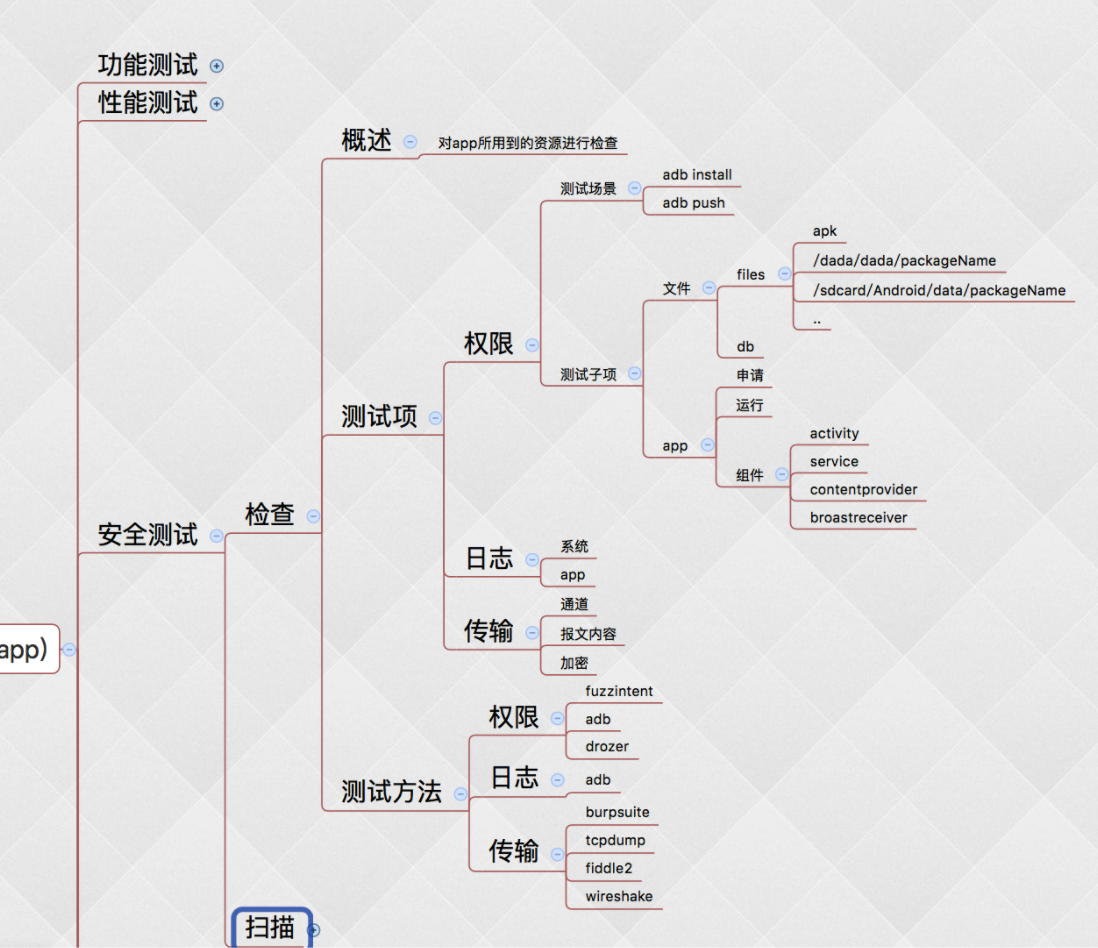 功能测试
性能测试
概述
对app所用到的资源进行检查
测试场景
adb install
adb push
apk
/dada/dada/packageName
files
文件
/sdcard/Android/data/packageName
..
权限
db
测试子项
申请
运行
测试项
app
activity
service
组件
contentprovider
检查
broastreceiver
安全测试
日志
系统
app
通道
传输
报文内容
app)
加密
fuzzintent
权限
adb
drozer
日志
adb
测试方法
burpsuite
tcpdump
传输
fiddle2
wireshake
扫描